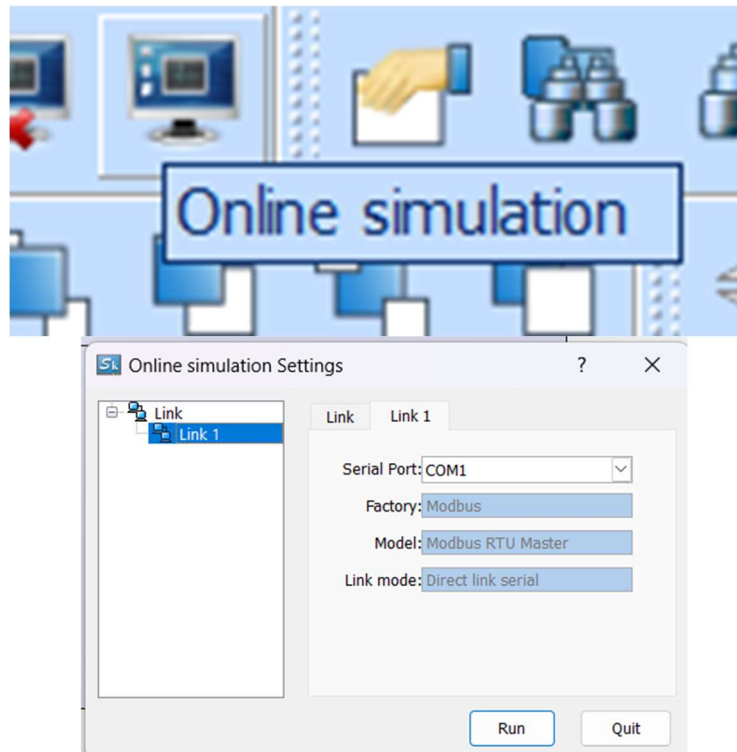 Online simulation
Sk Online simulation Settings ? X
Link
Link 1
Link Link 1
Serial Port: COM1
Factory: Modbus
Model: Modbus RTU Master
Link mode: Direct link serial
Run Quit